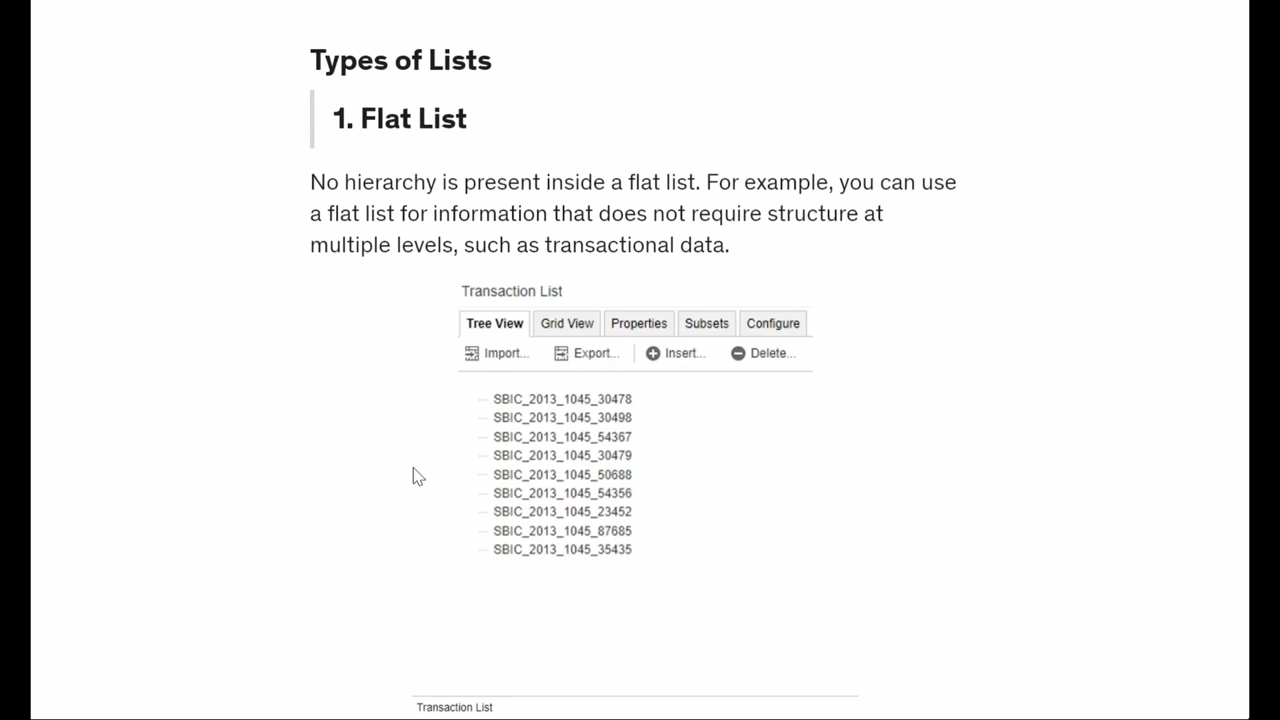 Types of Lists
1. Flat List
No hierarchy is present inside a flat list. For example, you can use
a flat list for information that does not require structure at
multiple levels, such as transactional data.
Transaction List
Tree View Grid View Properties Subsets Configure
Import... Export... Insert... Delete...
SBIC_2013_1045_30478
SBIC_2013_1045_30498
SBIC_2013_1045_54367
SBIC_2013_1045_30479
SBIC_2013_1045_50688
SBIC_2013_1045_54356
SBIC_2013_1045_23452
SBIC_2013_1045_87685
SBIC_2013_1045_35435
Transaction List